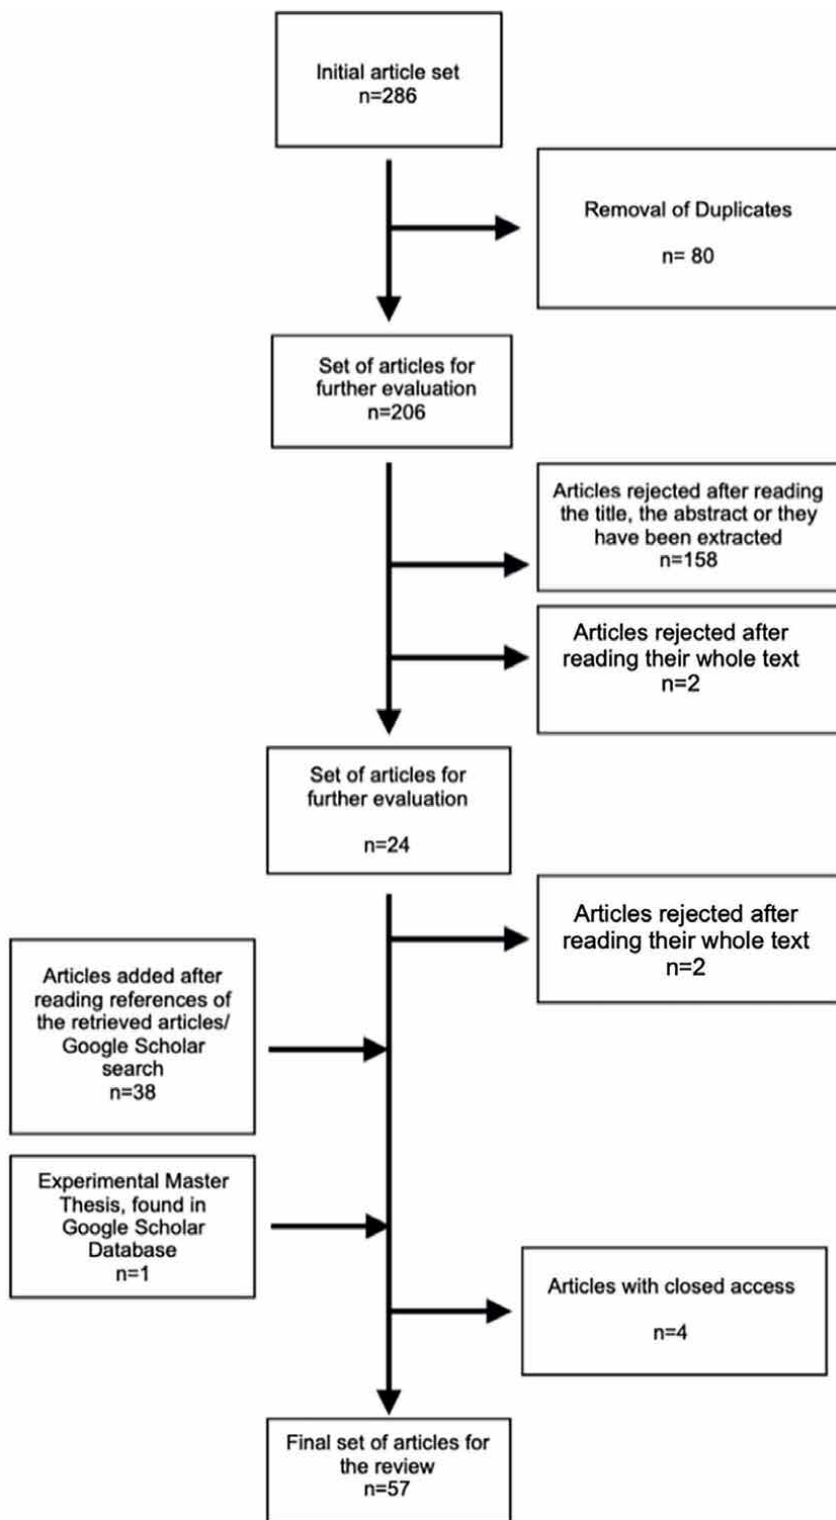 Initial article set
n=286
Removal of Duplicates
n= 80
Set of articles for
further evaluation
n=206
Articles rejected after reading
the title, the abstract or they
have been extracted
n=158
Articles rejected after
reading their whole text
n=2
Set of articles for
further evaluation
n=24
Articles rejected after
reading their whole text
n=2
Articles added after
reading references of
the retrieved articles/
Google Scholar
search
n=38
Experimental Master
Thesis, found in
Google Scholar
Database
n=1
Articles with closed access
n=4
Final set of articles for
the review
n=57